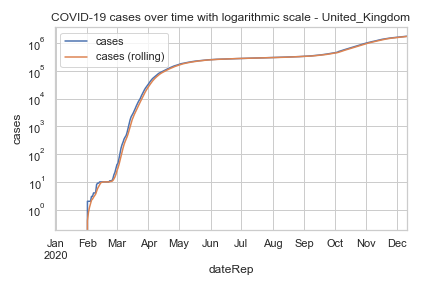 COVID-19 cases over time with logarithmic scale - United_Kingdom
cases
cases (rolling)
10^6
10^5
10^4
10^3
10^2
10^1
10^0
cases
Jan Feb Mar Apr May Jun Jul Aug Sep Oct Nov Dec
2020
dateRep